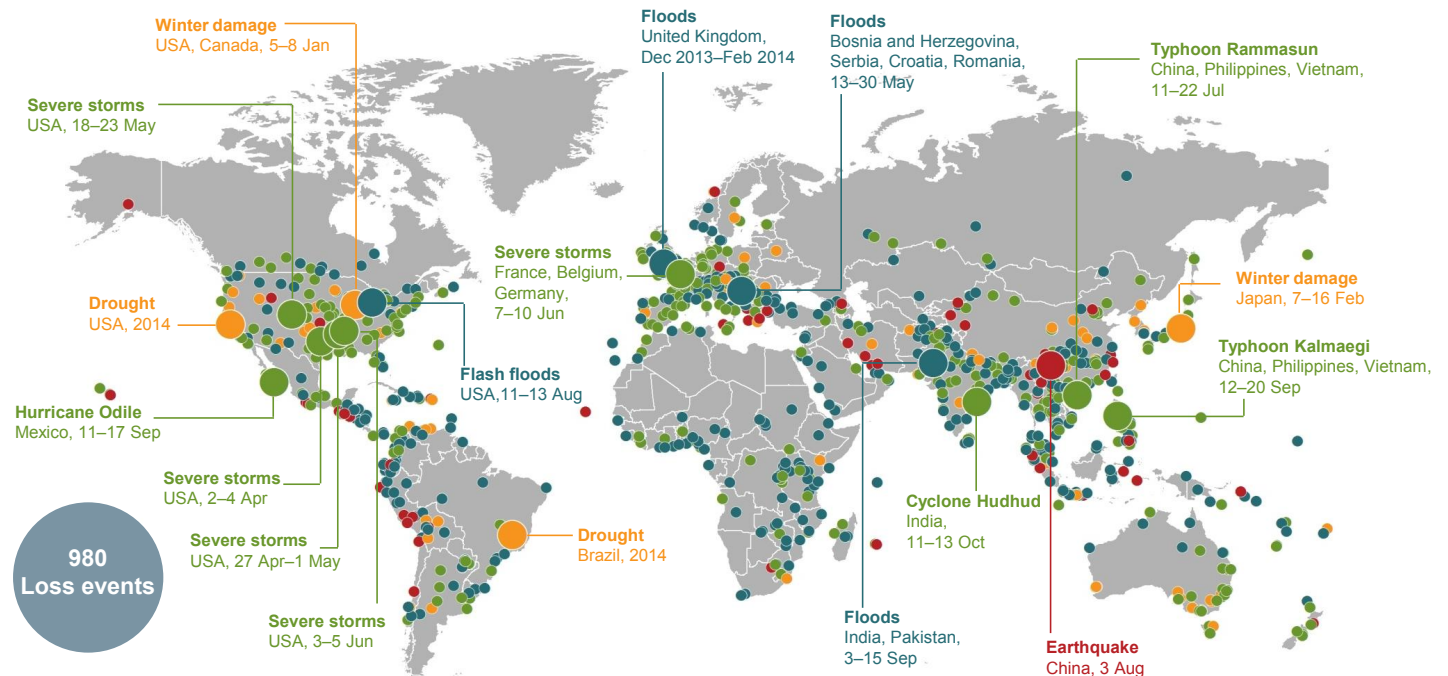 Winter damage
USA, Canada, 5–8 Jan
Floods
United Kingdom,
Dec 2013–Feb 2014
Floods
Bosnia and Herzegovina,
Serbia, Croatia, Romania,
13–30 May
Typhoon Rammasun
China, Philippines, Vietnam,
11–22 Jul
Severe storms
USA, 18–23 May
Severe storms
France, Belgium,
Germany,
7–10 Jun
Winter damage
Japan, 7–16 Feb
Drought
USA, 2014
Typhoon Kalmaegi
China, Philippines, Vietnam,
12–20 Sep
Flash floods
USA,11–13 Aug
Hurricane Odile
Mexico, 11–17 Sep
Severe storms
USA, 2–4 Apr
Cyclone Hudhud
India,
11–13 Oct
Severe storms
USA, 27 Apr–1 May
Drought
Brazil, 2014
980
Loss events
Severe storms
USA, 3–5 Jun
Floods
India, Pakistan,
3–15 Sep
Earthquake
China, 3 Aug